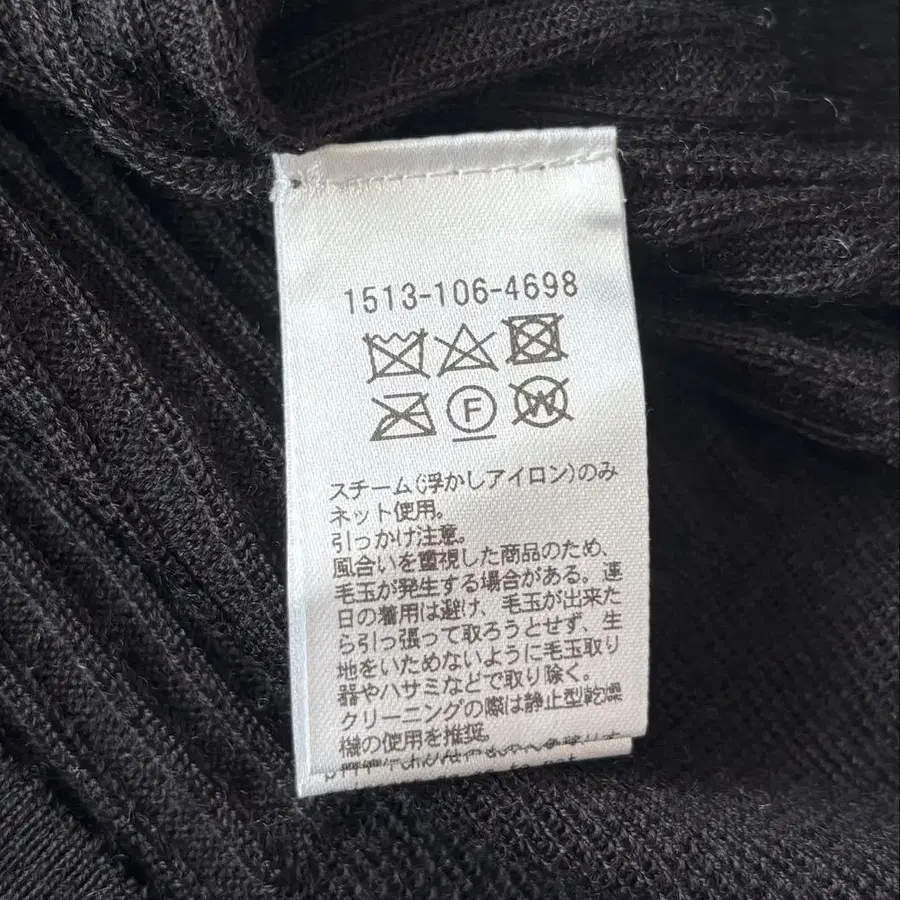 1513-106-4698
F
W
スチーム(浮かしアイロン)のみ
ネット使用。
引っかけ注意。
風合いを重視した商品のため、
毛玉が発生する場合がある。連
日の着用は避け、毛玉が出来た
ら引っ張って取ろうとせず、生
地をいためないように毛玉取り
器やハサミなどで取り除く。
クリーニングの際は静止型乾燥
機の使用を推奨。